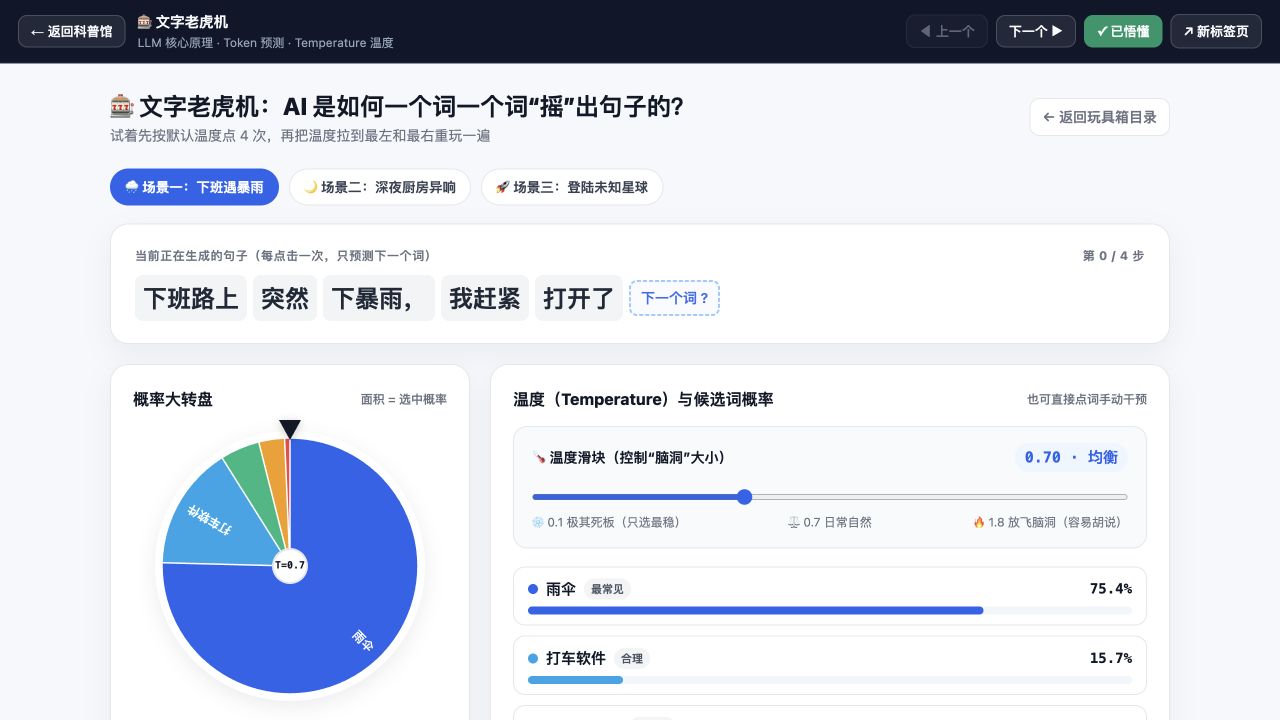 ← 返回科普馆
🎰 文字老虎机
LLM 核心原理 · Token 预测 · Temperature 温度
◀ 上一个
下一个 ▶
✓ 已悟懂
↗ 新标签页
🎰 文字老虎机：AI 是如何一个词一个词“摇”出句子的？
试着先按默认温度点 4 次，再把温度拉到最左和最右重玩一遍
← 返回玩具箱目录
🌧️ 场景一：下班遇暴雨
🌙 场景二：深夜厨房异响
🚀 场景三：登陆未知星球
当前正在生成的句子（每点击一次，只预测下一个词）
第 0 / 4 步
下班路上 突然 下暴雨， 我赶紧 打开了 下一个词？
概率大转盘
面积 = 选中概率
打车软件
T=0.7
雨伞
温度（Temperature）与候选词概率
也可直接点词手动干预
🌡️ 温度滑块（控制“脑洞”大小）
0.70 · 均衡
❄️ 0.1 极其死板（只选最稳）
⚖️ 0.7 日常自然
🔥 1.8 放飞脑洞（容易胡说）
雨伞 最常见 75.4%
打车软件 合理 15.7%